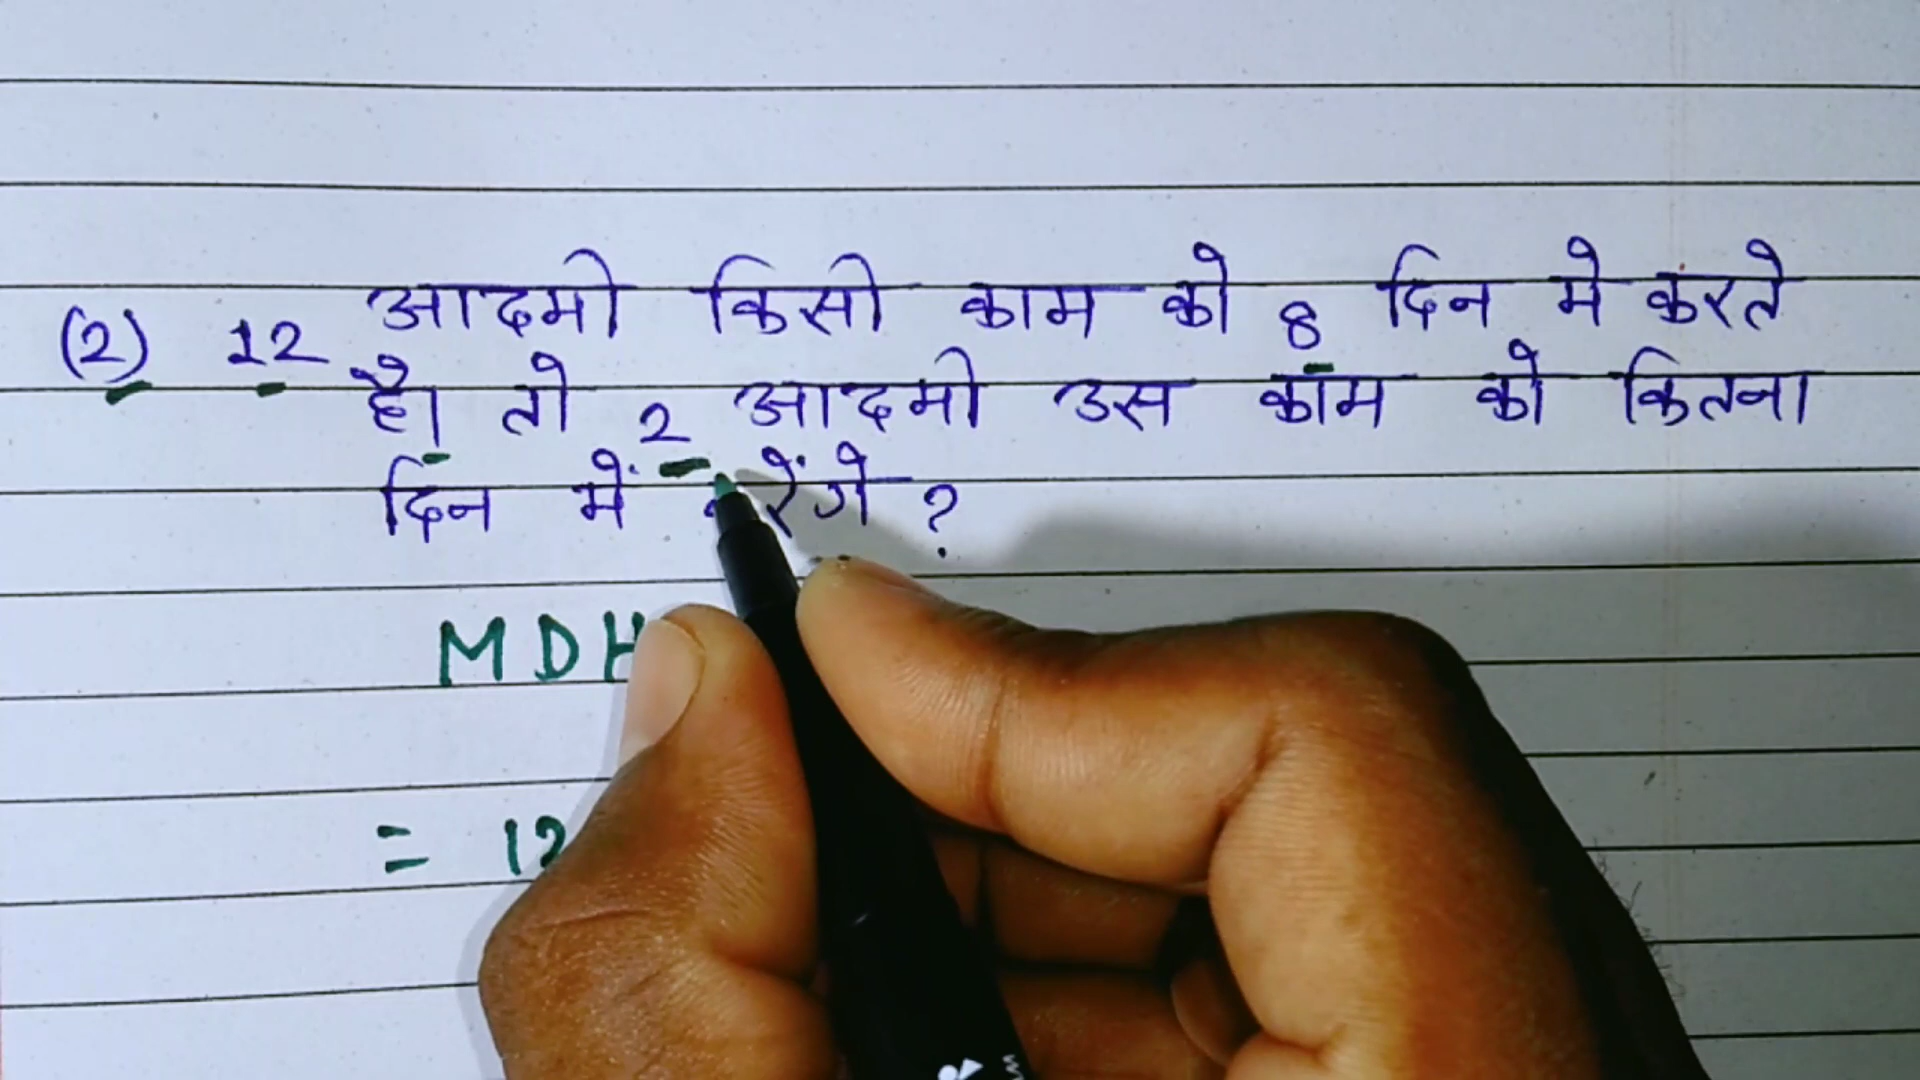 (2) 12 आदमी किसी काम को 8 दिन मे करते
है। तो 2 आदमी उस काम को कितना
दिन में रेंगे ?
MDH
= 12